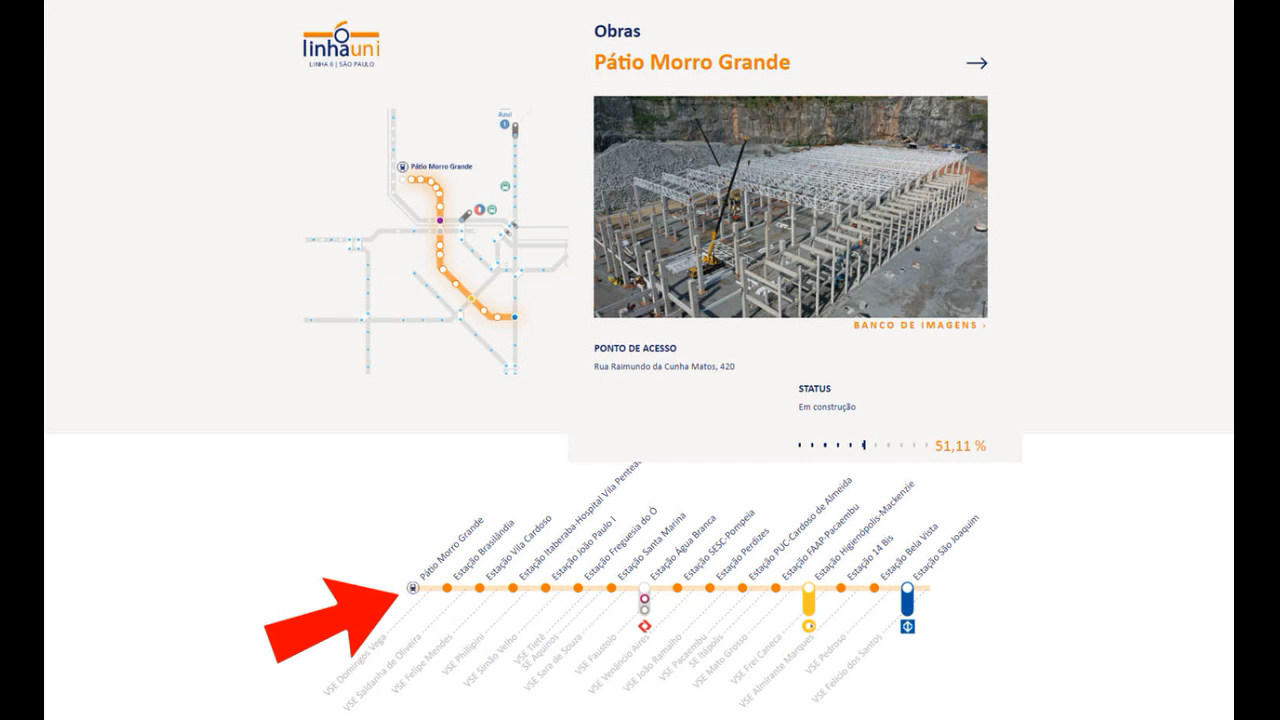 linhauni
LINHA 6 | SÃO PAULO
Obras
Pátio Morro Grande
Azul
1
Pátio Morro Grande
BANCO DE IMAGENS ›
PONTO DE ACESSO
Rua Raimundo da Cunha Matos, 420
STATUS
Em construção
51,11 %
Pátio Morro Grande
Estação Brasilândia
Estação Vila Cardoso
Estação Itaberaba-Hospital Vila Pentea
Estação João Paulo I
Estação Freguesia do Ó
Estação Santa Marina
Estação Água Branca
Estação SESC-Pompeia
Estação Perdizes
Estação PUC-Cardoso de Almeida
Estação FAAP-Pacaembu
Estação Higienópolis-Mackenzie
Estação 14 Bis
Estação Bela Vista
Estação São Joaquim
VSE Domingos Vega
VSE Saldanha de Oliveira
VSE Felipe Mendes
VSE Philipini
VSE Simão Velho
VSE Tietê
SE Aquinos
VSE Sara de Souza
VSE Faustolo
VSE Venâncio Aires
VSE João Ramalho
VSE Pacaembu
SE Itápolis
VSE Mato Grosso
VSE Frei Caneca
VSE Almirante Marques
VSE Pedroso
VSE Felício dos Santos